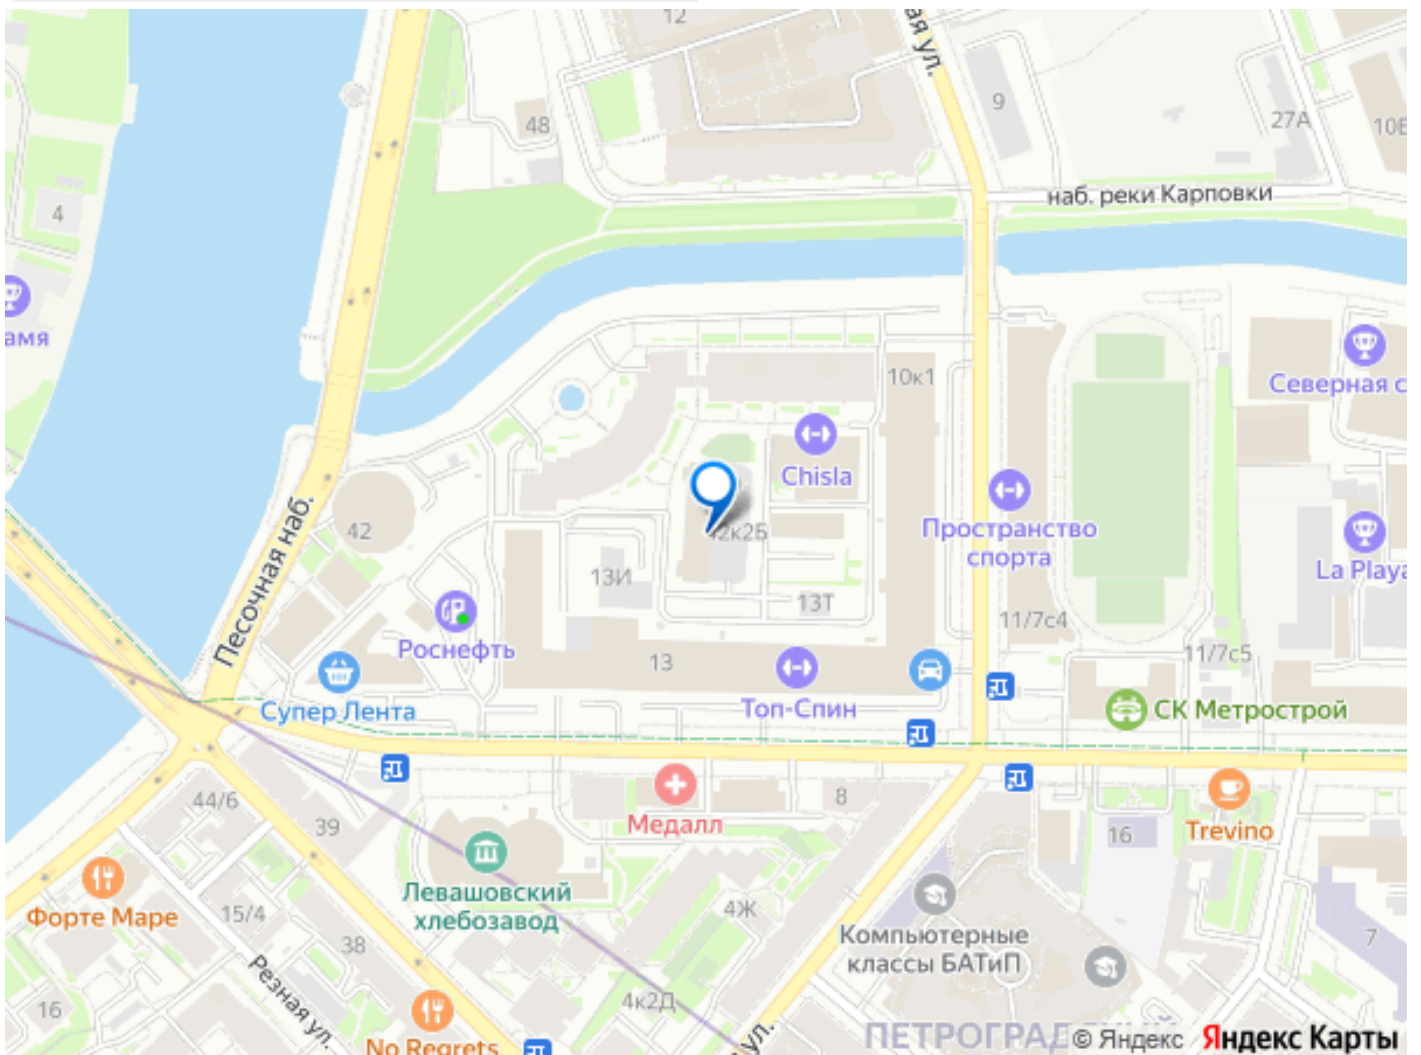 12
ая ул.
9
27А
10В
48
наб. реки Карповки
4
амя
10к1
Северная с
Chisla
Песочная наб.
42
42к2Б
Пространство
спорта
La Playa
13И
13Т
11/7с4
Роснефть
13
11/7с5
Супер Лента
Топ-Спин
СК Метрострой
44/6
39
Медалл
8
16
Trevino
Левашовский
хлебозавод
Форте Маре
15/4
38
4Ж
Компьютерные
классы БАТиП
7
Резная ул.
16
4к2Д
No Regrets
ул.
ПЕТРОГРАД
© Яндекс Яндекс Карты